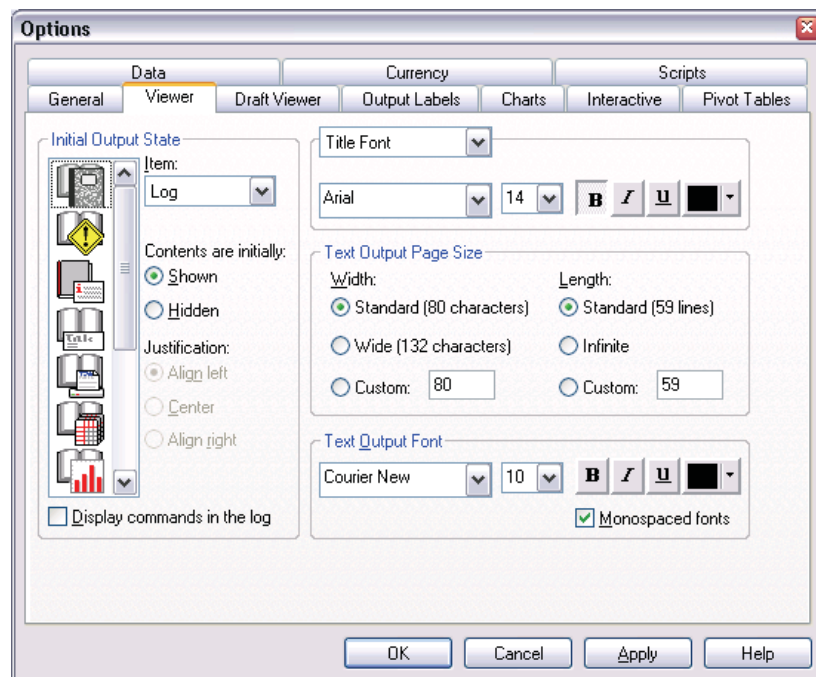 Options
Data Currency Scripts
General Viewer Draft Viewer Output Labels Charts Interactive Pivot Tables
Initial Output State
Item:
Log
Contents are initially:
Shown
Hidden
Justification:
Align left
Center
Align right
Display commands in the log
Title Font
Arial 14 B I U
Text Output Page Size
Width: Length:
Standard (80 characters) Standard (59 lines)
Wide (132 characters) Infinite
Custom: 80 Custom: 59
Text Output Font
Courier New 10 B I U
Monospaced fonts
OK Cancel Apply Help